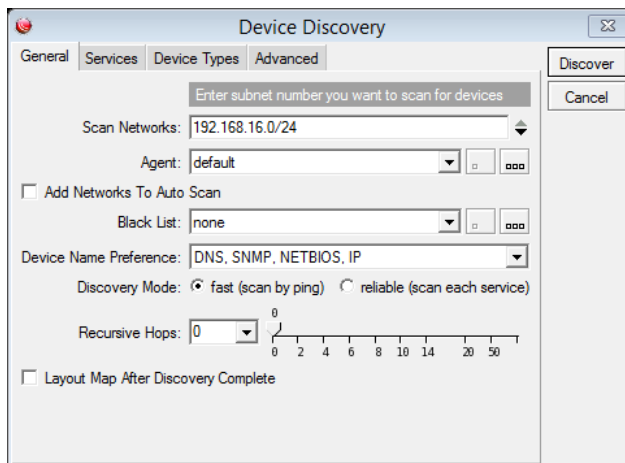 Device Discovery
General Services Device Types Advanced
Discover
Cancel
Enter subnet number you want to scan for devices
Scan Networks: 192.168.16.0/24
Agent: default
Add Networks To Auto Scan
Black List: none
Device Name Preference: DNS, SNMP, NETBIOS, IP
Discovery Mode: fast (scan by ping) reliable (scan each service)
0
Recursive Hops: 0
0 2 4 6 8 10 14 20 50
Layout Map After Discovery Complete